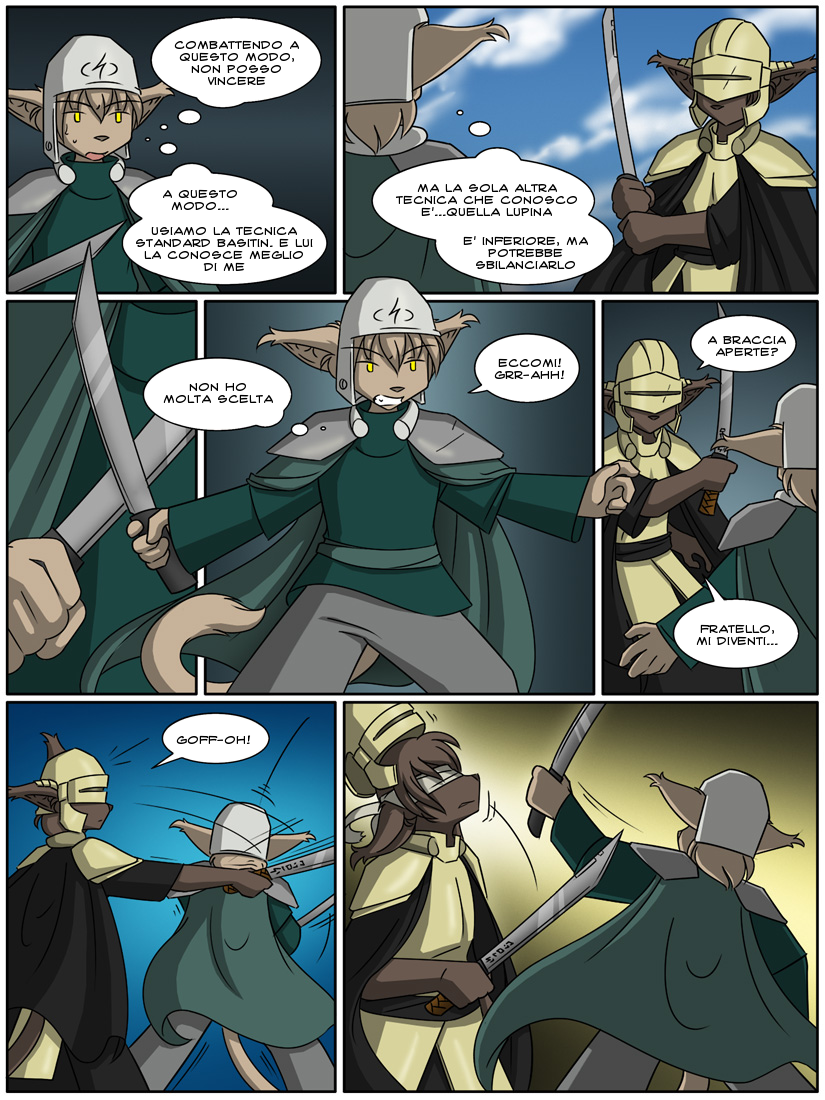 COMBATTENDO A
QUESTO MODO,
NON POSSO
VINCERE
A QUESTO
MODO...
USIAMO LA TECNICA
STANDARD BASITIN. E LUI
LA CONOSCE MEGLIO
DI ME
MA LA SOLA ALTRA
TECNICA CHE CONOSCO
E'...QUELLA LUPINA
E' INFERIORE, MA
POTREBBE
SBILANCIARLO
NON HO
MOLTA SCELTA
ECCOMI!
GRR-AHH!
A BRACCIA
APERTE?
FRATELLO,
MI DIVENTI...
GOFF-OH!